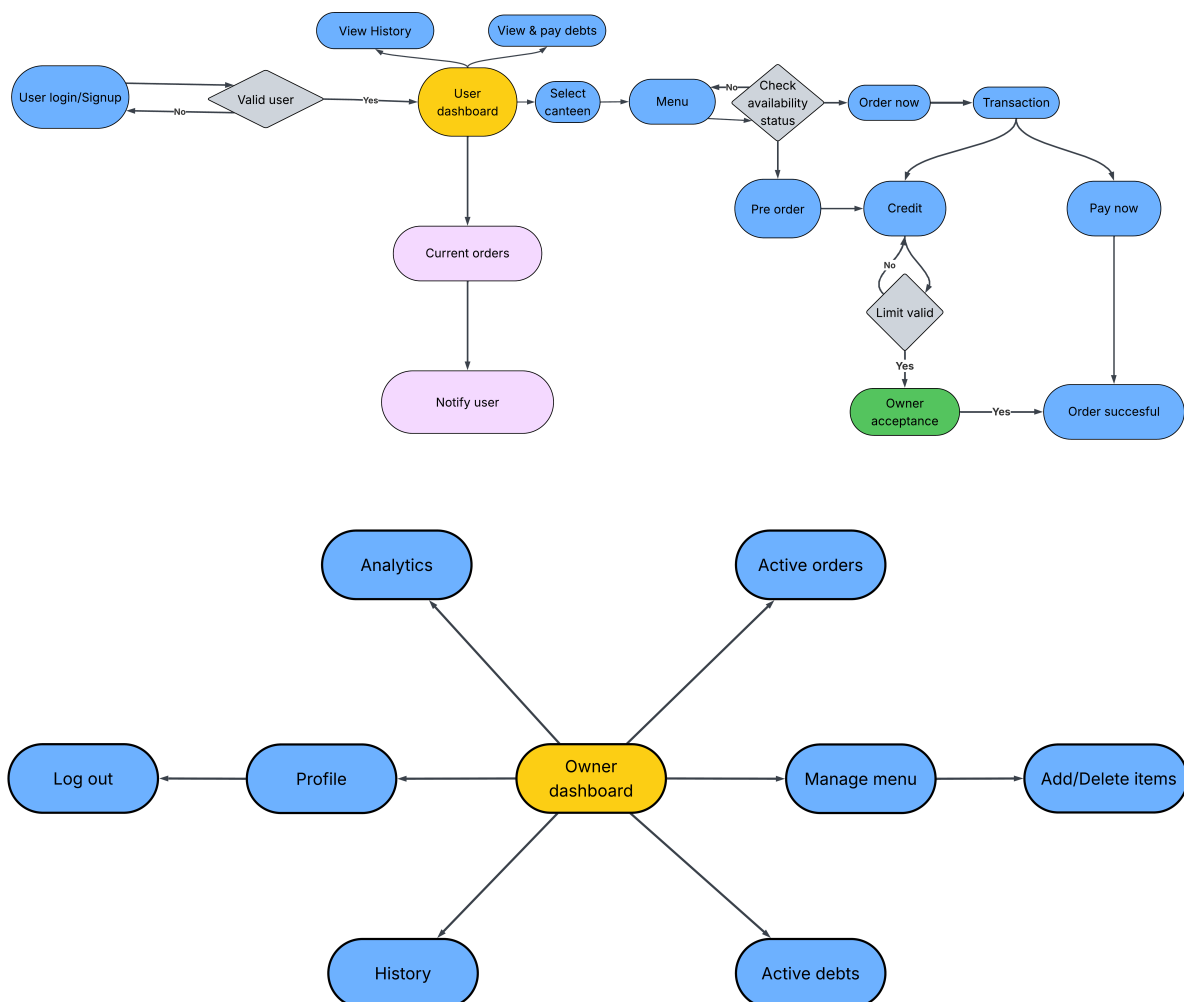 View History
View & pay debts
User login/Signup
Valid user
No
Yes
User
dashboard
Select
canteen
Menu
No
Check
availability
status
Order now
Transaction
Pre order
Credit
Pay now
No
Limit valid
Yes
Current orders
Notify user
Owner
acceptance
Yes
Order succesful
Analytics
Active orders
Log out
Profile
Owner
dashboard
Manage menu
Add/Delete items
History
Active debts